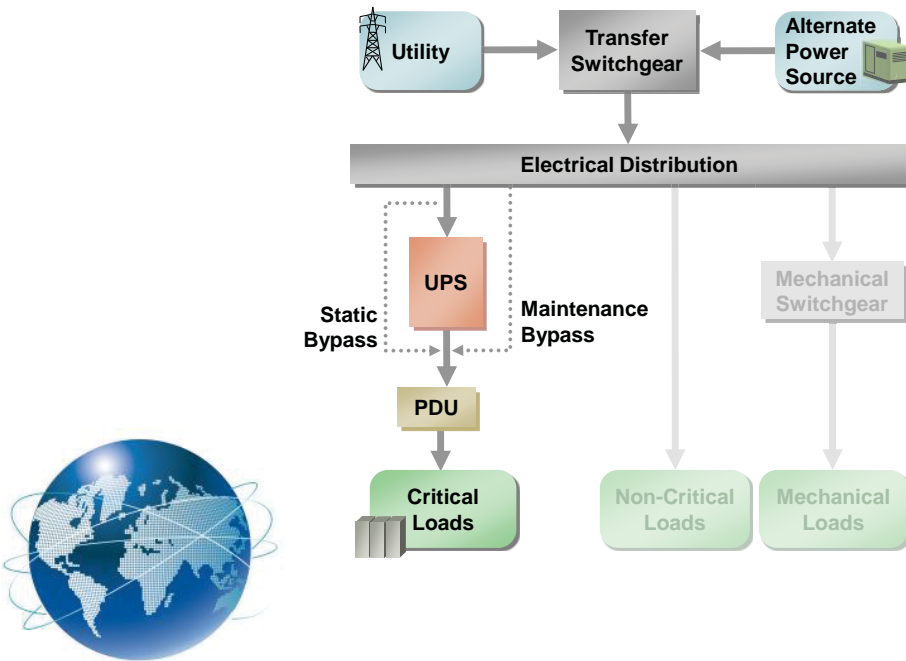 Utility
Transfer
Switchgear
Alternate
Power
Source
Electrical Distribution
UPS
Static
Bypass
Maintenance
Bypass
Mechanical
Switchgear
PDU
Critical
Loads
Non-Critical
Loads
Mechanical
Loads